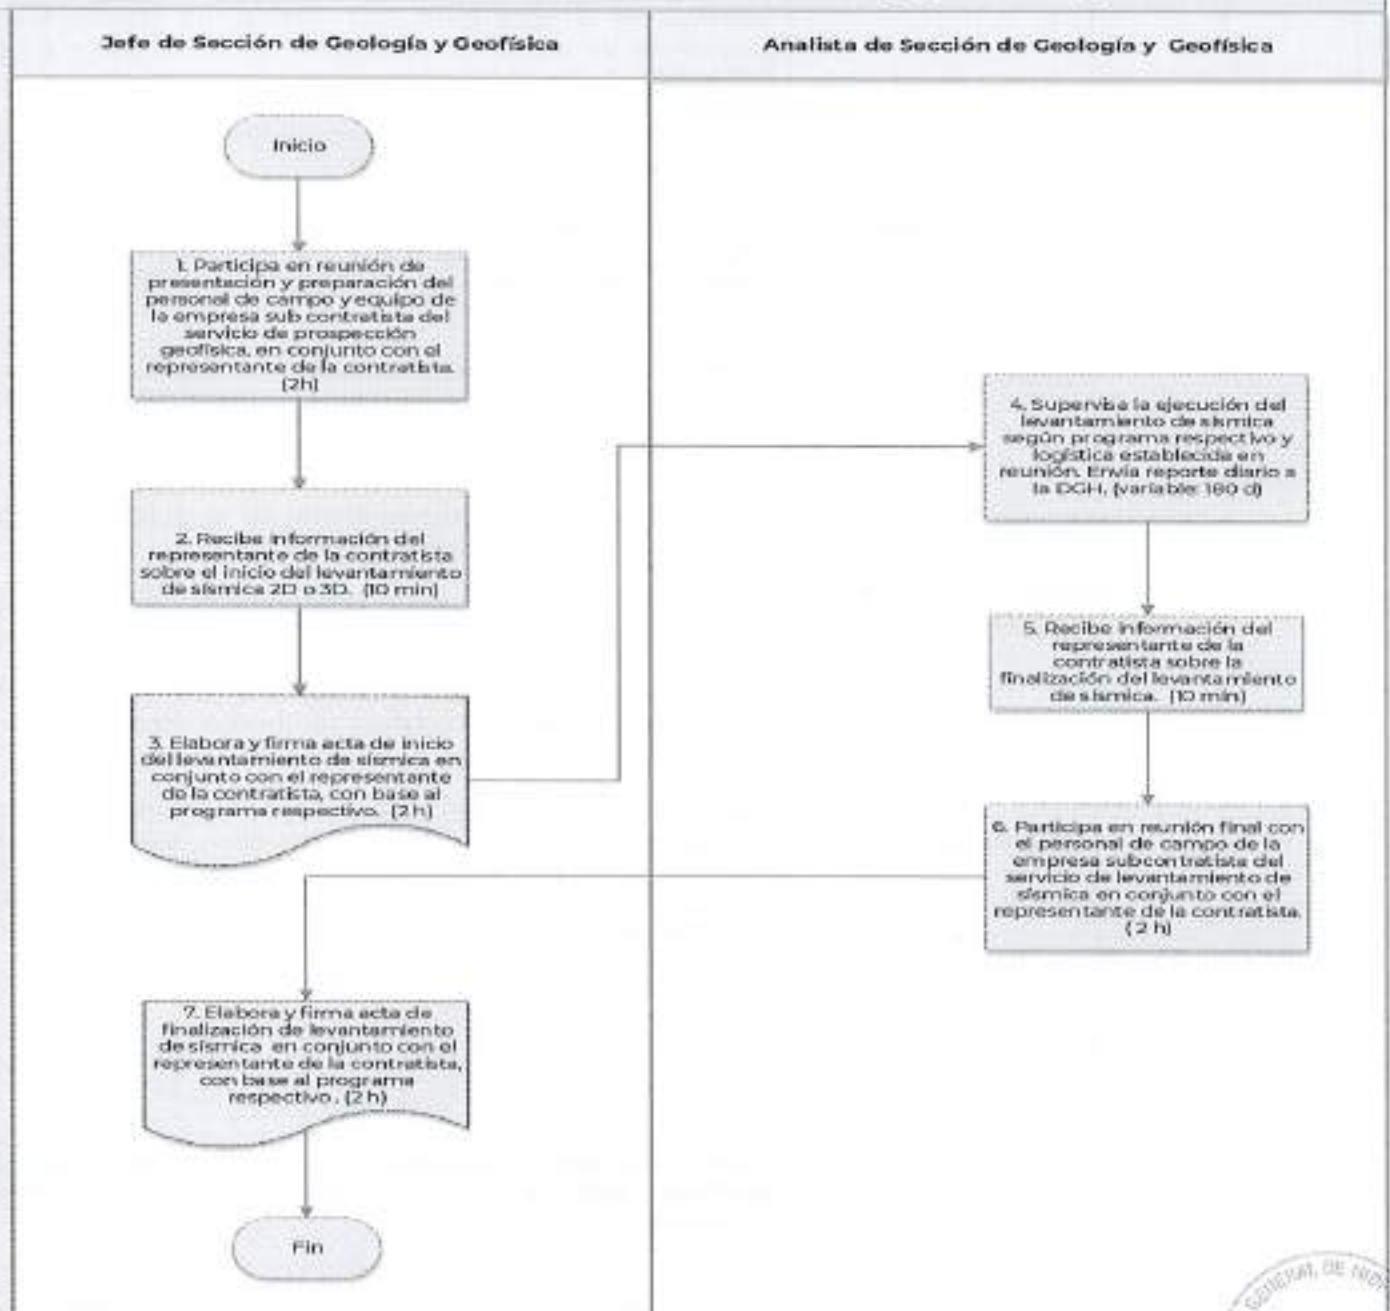 Jefe de Sección de Geología y Geofísica
Analista de Sección de Geología y Geofísica
Inicio
1. Participa en reunión de
presentación y preparación del
personal de campo y equipo de
la empresa sub contratista del
servicio de prospección
geofísica, en conjunto con el
representante de la contratista.
(2h)
2. Recibe información del
representante de la contratista
sobre el inicio del levantamiento
de sísmica 2D o 3D. (10 min)
3. Elabora y firma acta de inicio
del levantamiento de sísmica en
conjunto con el representante
de la contratista, con base al
programa respectivo. (2 h)
4. Supervisa la ejecución del
levantamiento de sísmica
según programa respectivo y
logística establecida en
reunión. Envía reporte diario a
la DGH. (variable: 180 d)
5. Recibe información del
representante de la
contratista sobre la
finalización del levantamiento
de sísmica. (10 min)
6. Participa en reunión final con
el personal de campo de la
empresa subcontratista del
servicio de levantamiento de
sísmica en conjunto con el
representante de la contratista.
(2 h)
7. Elabora y firma acta de
finalización de levantamiento
de sísmica en conjunto con el
representante de la contratista,
con base al programa
respectivo. (2 h)
Fin
GENERAL DE